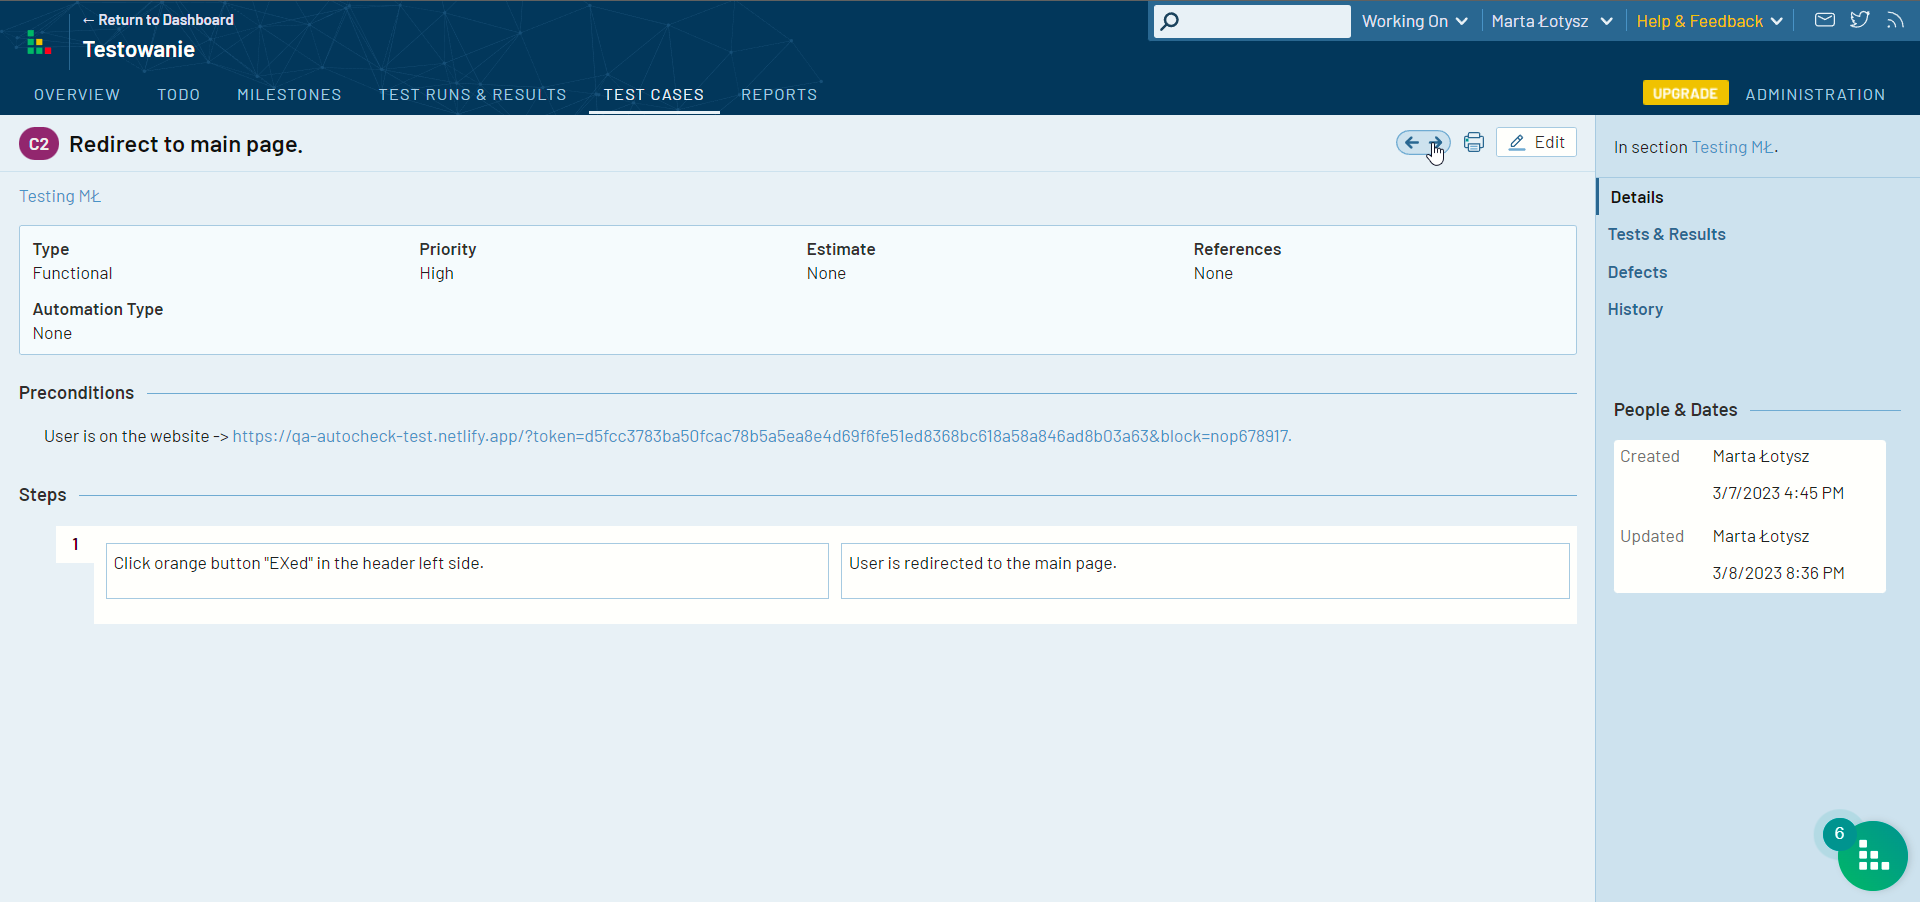 ← Return to Dashboard
Testowanie
Working On
Marta Łotysz
Help & Feedback
OVERVIEW
TODO
MILESTONES
TEST RUNS & RESULTS
TEST CASES
REPORTS
UPGRADE
ADMINISTRATION
C2
Redirect to main page.
Edit
Testing MŁ
Type
Functional
Priority
High
Estimate
None
References
None
Automation Type
None
Preconditions
User is on the website -> https://qa-autocheck-test.netlify.app/?token=d5fcc3783ba50fcac78b5a5ea8e4d69f6fe51ed8368bc618a58a846ad8b03a63&block=nop678917.
Steps
1
Click orange button "EXed" in the header left side.
User is redirected to the main page.
In section Testing MŁ.
Details
Tests & Results
Defects
History
People & Dates
Created
Marta Łotysz
3/7/2023 4:45 PM
Updated
Marta Łotysz
3/8/2023 8:36 PM
6